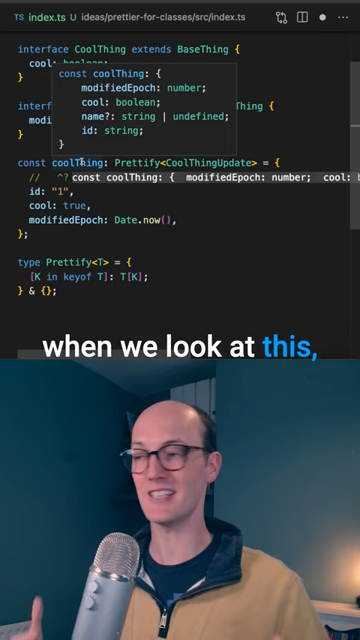 TS index.ts ● TS ideas/prettier-for-classes/src/index.ts
interface CoolThing extends BaseThing {
cool: boolean;
}
const coolThing: {
modifiedEpoch: number;
cool: boolean;
name?: string | undefined;
id: string;
}
interf
Thing {
modi
}
const coolThing: Prettify<CoolThingUpdate> = {
// ^? const coolThing: { modifiedEpoch: number; cool: b
id: "1",
cool: true,
modifiedEpoch: Date.now(),
};
type Prettify<T> = {
[K in keyof T]: T[K];
} & {};
when we look at this,